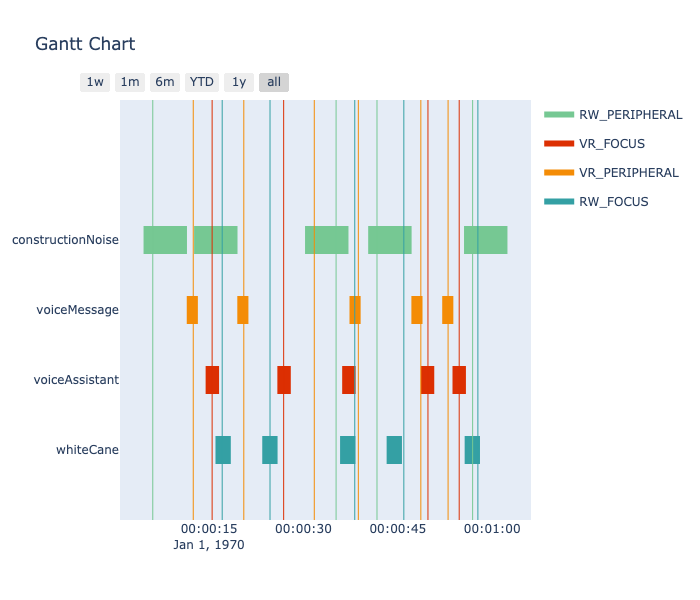 Gantt Chart
1w 1m 6m YTD 1y all
RW_PERIPHERAL
VR_FOCUS
VR_PERIPHERAL
RW_FOCUS
constructionNoise
voiceMessage
voiceAssistant
whiteCane
00:00:15 00:00:30 00:00:45 00:01:00
Jan 1, 1970